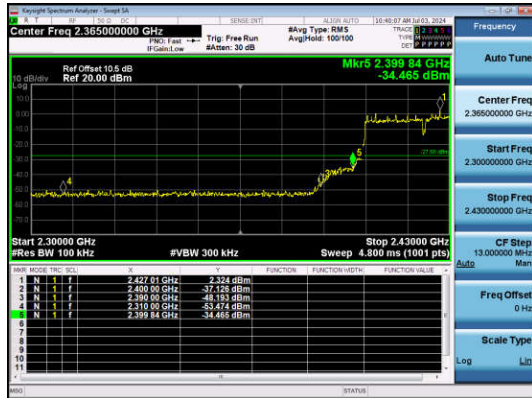 Keysight Spectrum Analyzer - Swept SA
RF 50 Ω DC SENSE:INT ALIGN AUTO 10:40:07 AM Jul 03, 2024
Center Freq 2.365000000 GHz
PNO: Fast
IFGain:Low
Trig: Free Run
#Atten: 30 dB
#Avg Type: RMS
Avg|Hold: 100/100
TRACE 1 2 3 4 5 6
TYPE M W W W W W
DET P P P P P P
Frequency
Auto Tune
Center Freq
2.365000000 GHz
Start Freq
2.300000000 GHz
Stop Freq
2.430000000 GHz
CF Step
13.000000 MHz
Auto Man
Freq Offset
0 Hz
Scale Type
Log Lin
Mkr5 2.399 84 GHz
-34.465 dBm
Ref Offset 10.5 dB
10 dB/div Ref 20.00 dBm
Log
10.0
0.00
-10.0
-20.0
-30.0
-40.0
-50.0
-60.0
-70.0
1
3
4
5
Start 2.30000 GHz Stop 2.43000 GHz
#Res BW 100 kHz #VBW 300 kHz Sweep 4.800 ms (1001 pts)
MKR MODE TRC SCL X Y FUNCTION FUNCTION WIDTH FUNCTION VALUE
1 N 1 f 2.427 01 GHz 2.324 dBm
2 N 1 f 2.400 00 GHz -37.125 dBm
3 N 1 f 2.390 00 GHz -48.193 dBm
4 N 1 f 2.310 00 GHz -53.474 dBm
5 N 1 f 2.399 84 GHz -34.465 dBm
6
7
8
9
10
11
MSG STATUS